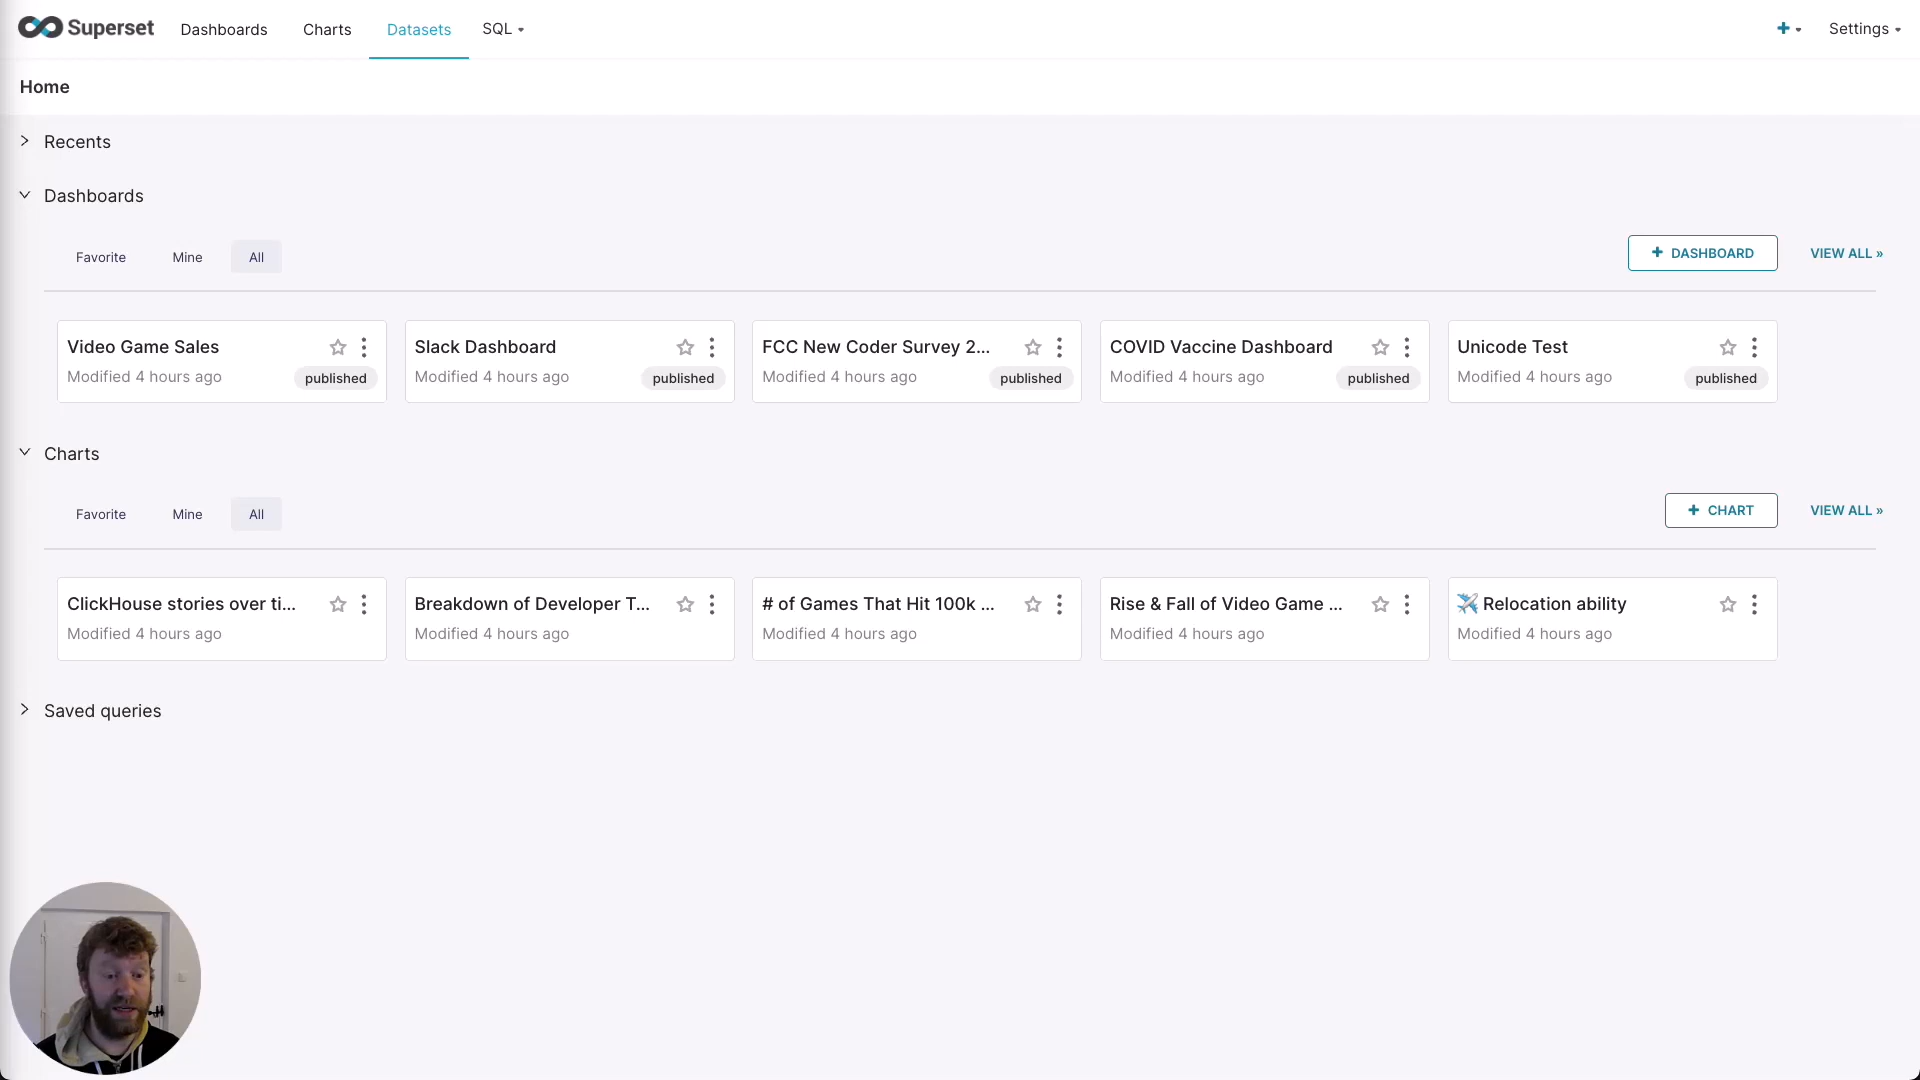 Superset Dashboards Charts Datasets SQL Settings
Home
Recents
Dashboards
Favorite Mine All + DASHBOARD VIEW ALL »
Video Game Sales
Modified 4 hours ago published
Slack Dashboard
Modified 4 hours ago published
FCC New Coder Survey 2...
Modified 4 hours ago published
COVID Vaccine Dashboard
Modified 4 hours ago published
Unicode Test
Modified 4 hours ago published
Charts
Favorite Mine All + CHART VIEW ALL »
ClickHouse stories over ti...
Modified 4 hours ago
Breakdown of Developer T...
Modified 4 hours ago
# of Games That Hit 100k ...
Modified 4 hours ago
Rise & Fall of Video Game ...
Modified 4 hours ago
✈️ Relocation ability
Modified 4 hours ago
Saved queries